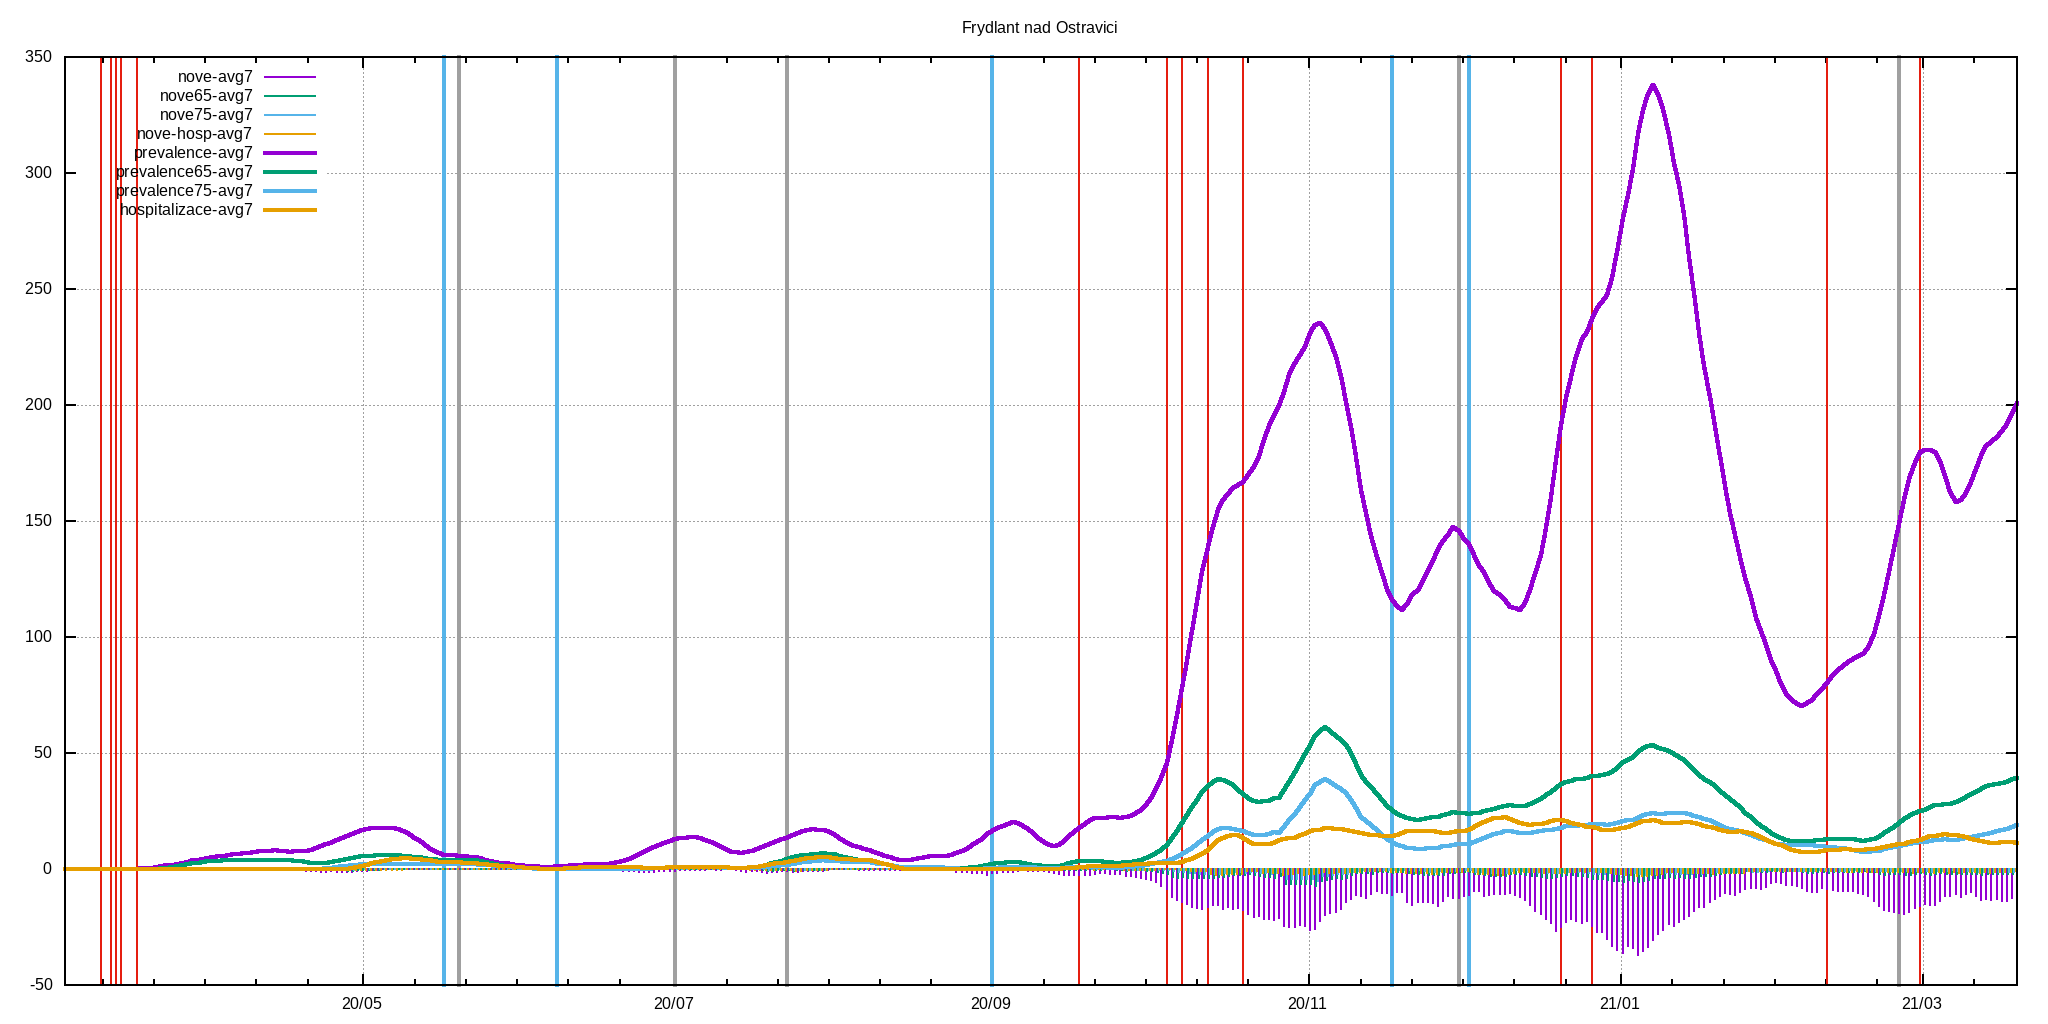 Frydlant nad Ostravici
350
300
250
200
150
100
50
0
-50
nove-avg7
nove65-avg7
nove75-avg7
nove-hosp-avg7
prevalence-avg7
prevalence65-avg7
prevalence75-avg7
hospitalizace-avg7
20/05
20/07
20/09
20/11
21/01
21/03